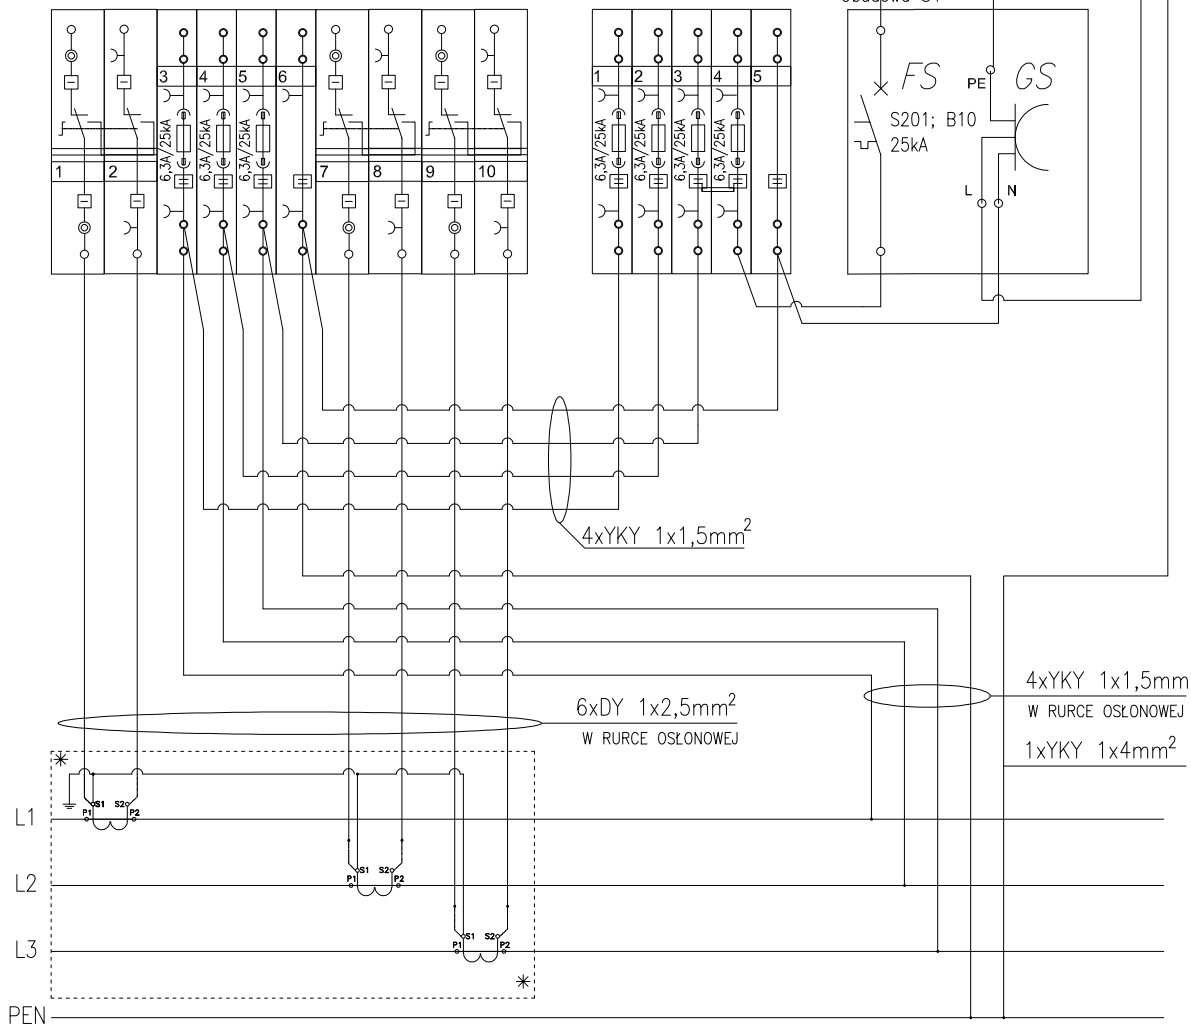 3 4 5 6
1 2 3 4 5
FS
PE
GS
6,3A/25kA 6,3A/25kA 6,3A/25kA
6,3A/25kA 6,3A/25kA 6,3A/25kA 6,3A/25kA
S201; B10
25kA
1 2 7 8 9 10
L N
4xYKY 1x1,5mm²
4xYKY 1x1,5mm
W RURCE OSŁONOWEJ
6xDY 1x2,5mm²
W RURCE OSŁONOWEJ
1xYKY 1x4mm²
S1 S2
P1 P2
L1
S1 S2
P1 P2
L2
S1 S2
P1 P2
L3
PEN